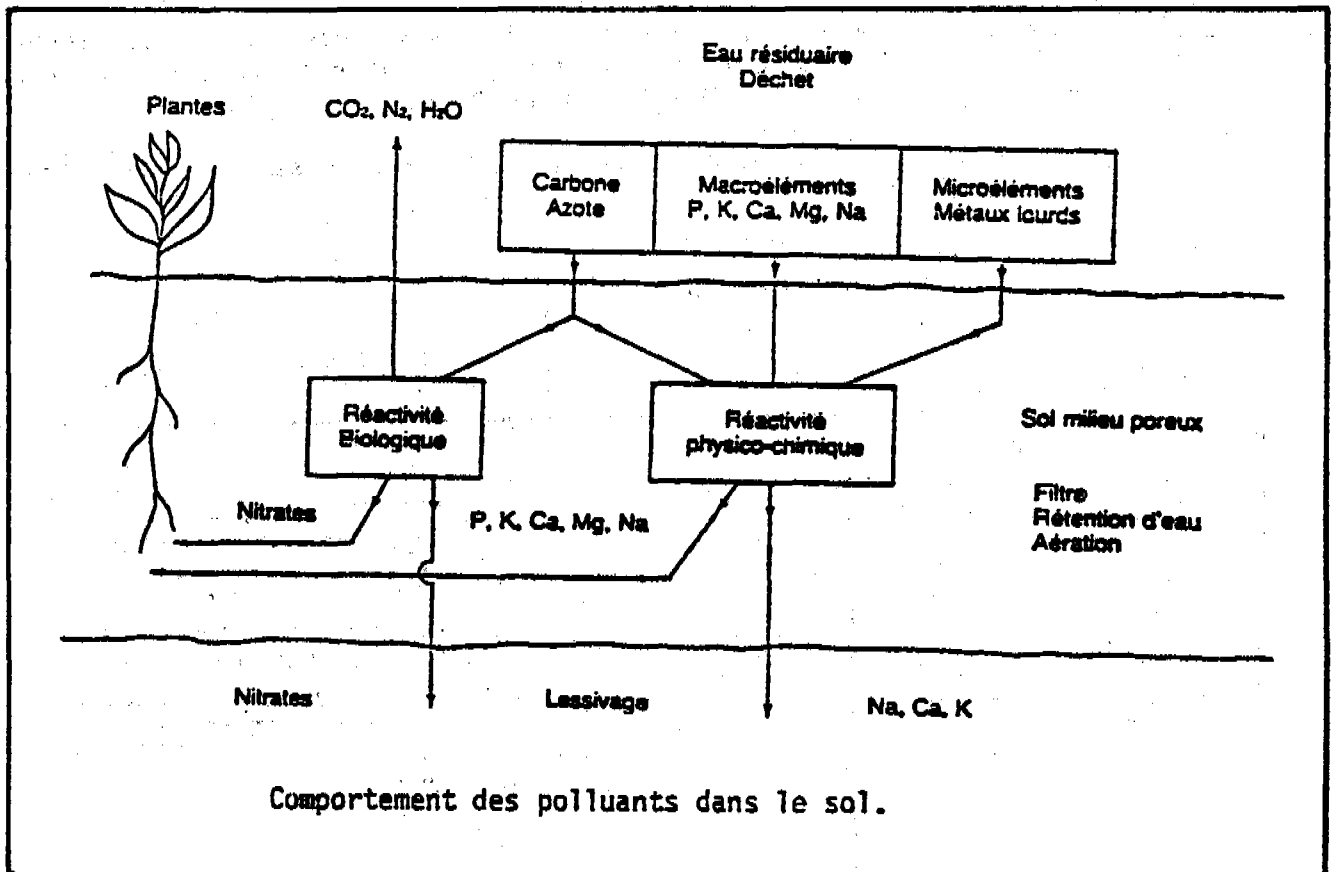 Eau résiduaire
Déchet
Plantes
CO₂, N₂, H₂O
Carbone
Azote
Macroéléments
P, K, Ca, Mg, Na
Microéléments
Métaux lourds
Réactivité
Biologique
Réactivité
physico-chimique
Sol milieu poreux
Filtre
Rétention d'eau
Aération
Nitrates
P, K, Ca, Mg, Na
Nitrates
Lessivage
Na, Ca, K
Comportement des polluants dans le sol.